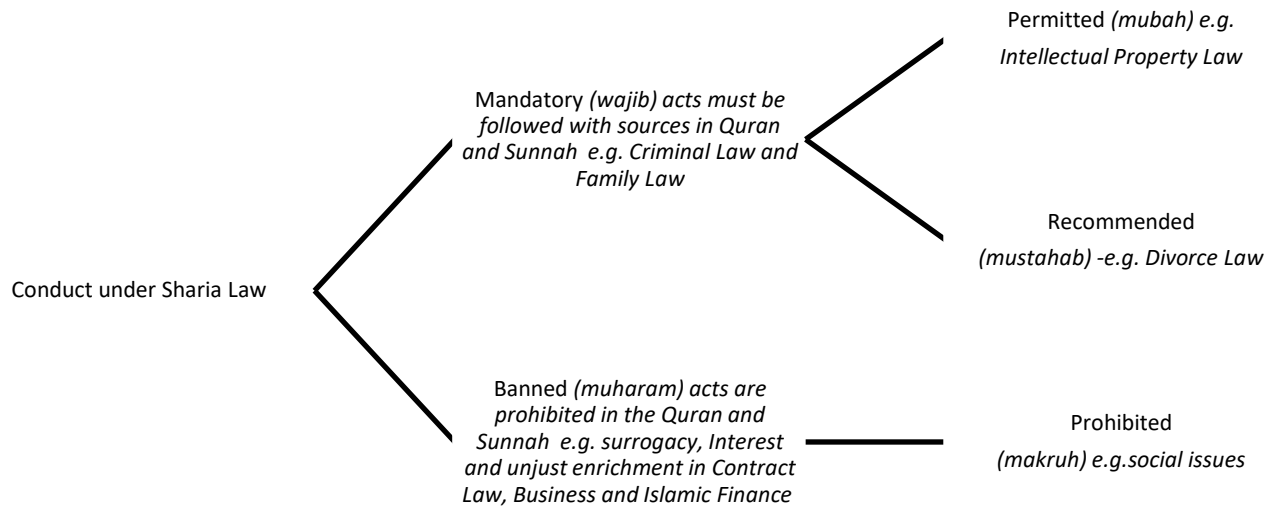 Conduct under Sharia Law
Mandatory (wajib) acts must be
followed with sources in Quran
and Sunnah e.g. Criminal Law and
Family Law
Permitted (mubah) e.g.
Intellectual Property Law
Recommended
(mustahab) -e.g. Divorce Law
Banned (muharam) acts are
prohibited in the Quran and
Sunnah e.g. surrogacy, Interest
and unjust enrichment in Contract
Law, Business and Islamic Finance
Prohibited
(makruh) e.g.social issues